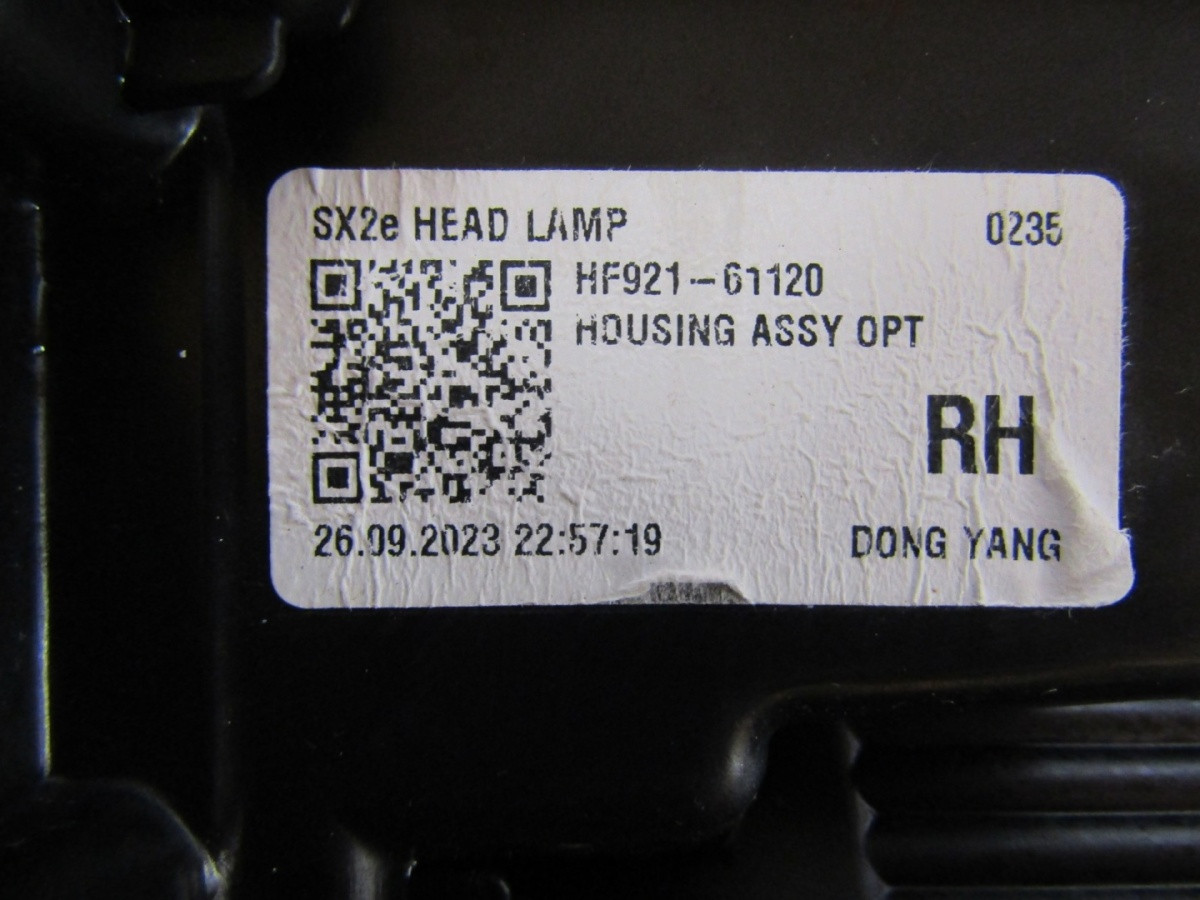 SX2e HEAD LAMP 0235
HF921-61120
HOUSING ASSY OPT
RH
26.09.2023 22:57:19 DONG YANG